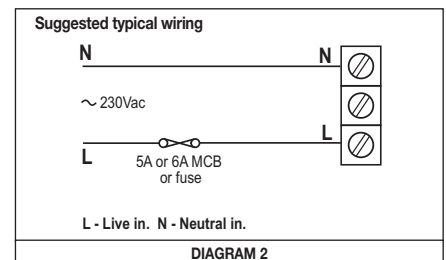 Suggested typical wiring
N N
~ 230Vac
L
L
5A or 6A MCB
or fuse
L - Live in. N - Neutral in.
DIAGRAM 2